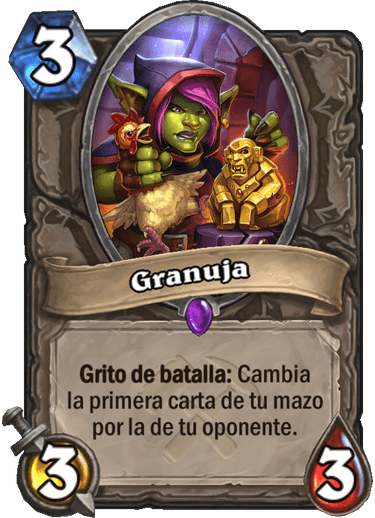 3
Granuja
Grito de batalla: Cambia
la primera carta de tu mazo
por la de tu oponente.
3
3